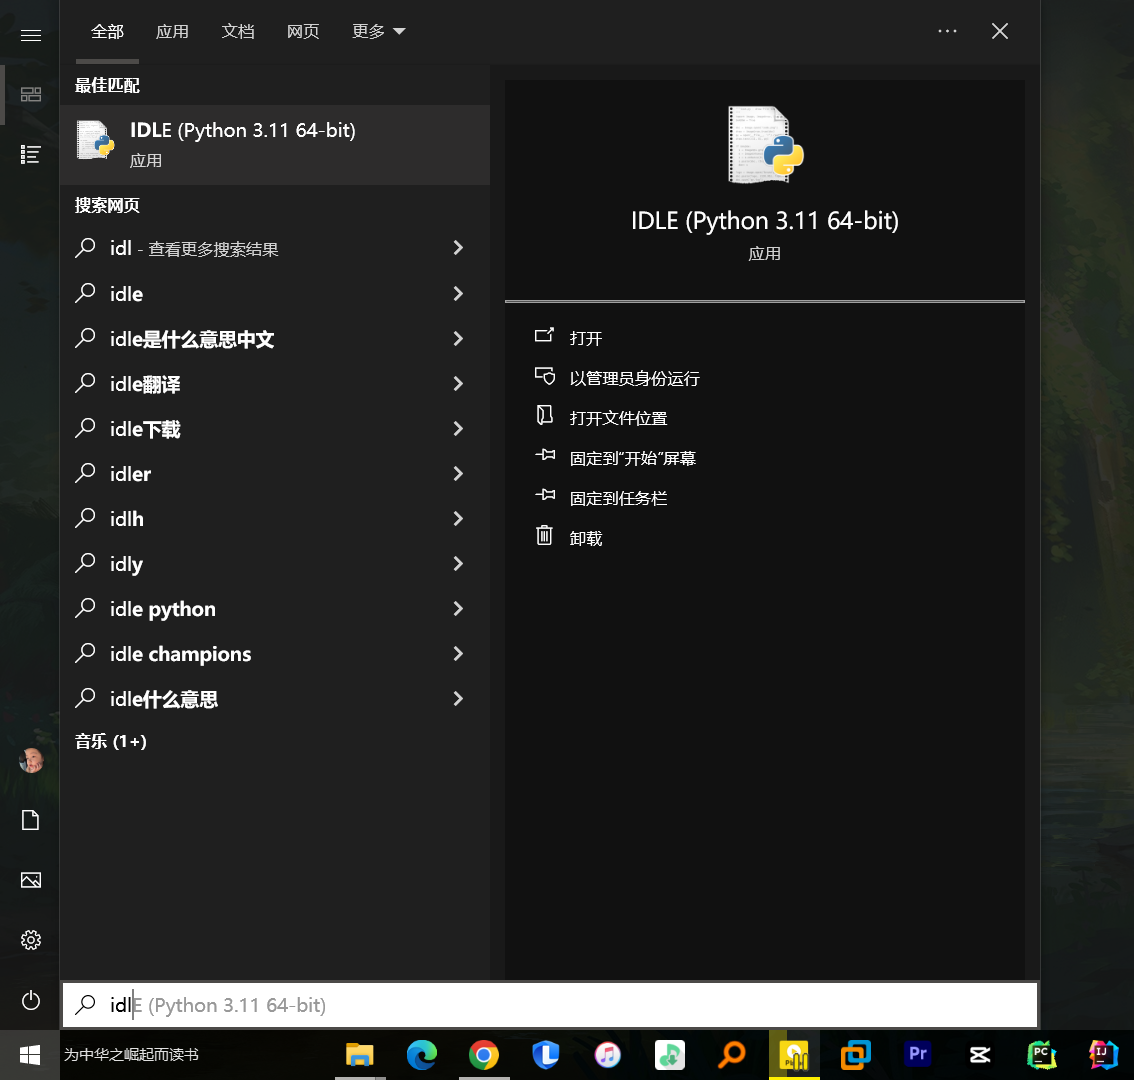 全部 应用 文档 网页 更多
最佳匹配
IDLE (Python 3.11 64-bit)
应用
搜索网页
idl - 查看更多搜索结果
idle
idle是什么意思中文
idle翻译
idle下载
idler
idlh
idly
idle python
idle champions
idle什么意思
音乐 (1+)
IDLE (Python 3.11 64-bit)
应用
打开
以管理员身份运行
打开文件位置
固定到“开始”屏幕
固定到任务栏
卸载
idlE (Python 3.11 64-bit)
为中华之崛起而读书
Pr
PC
IJ